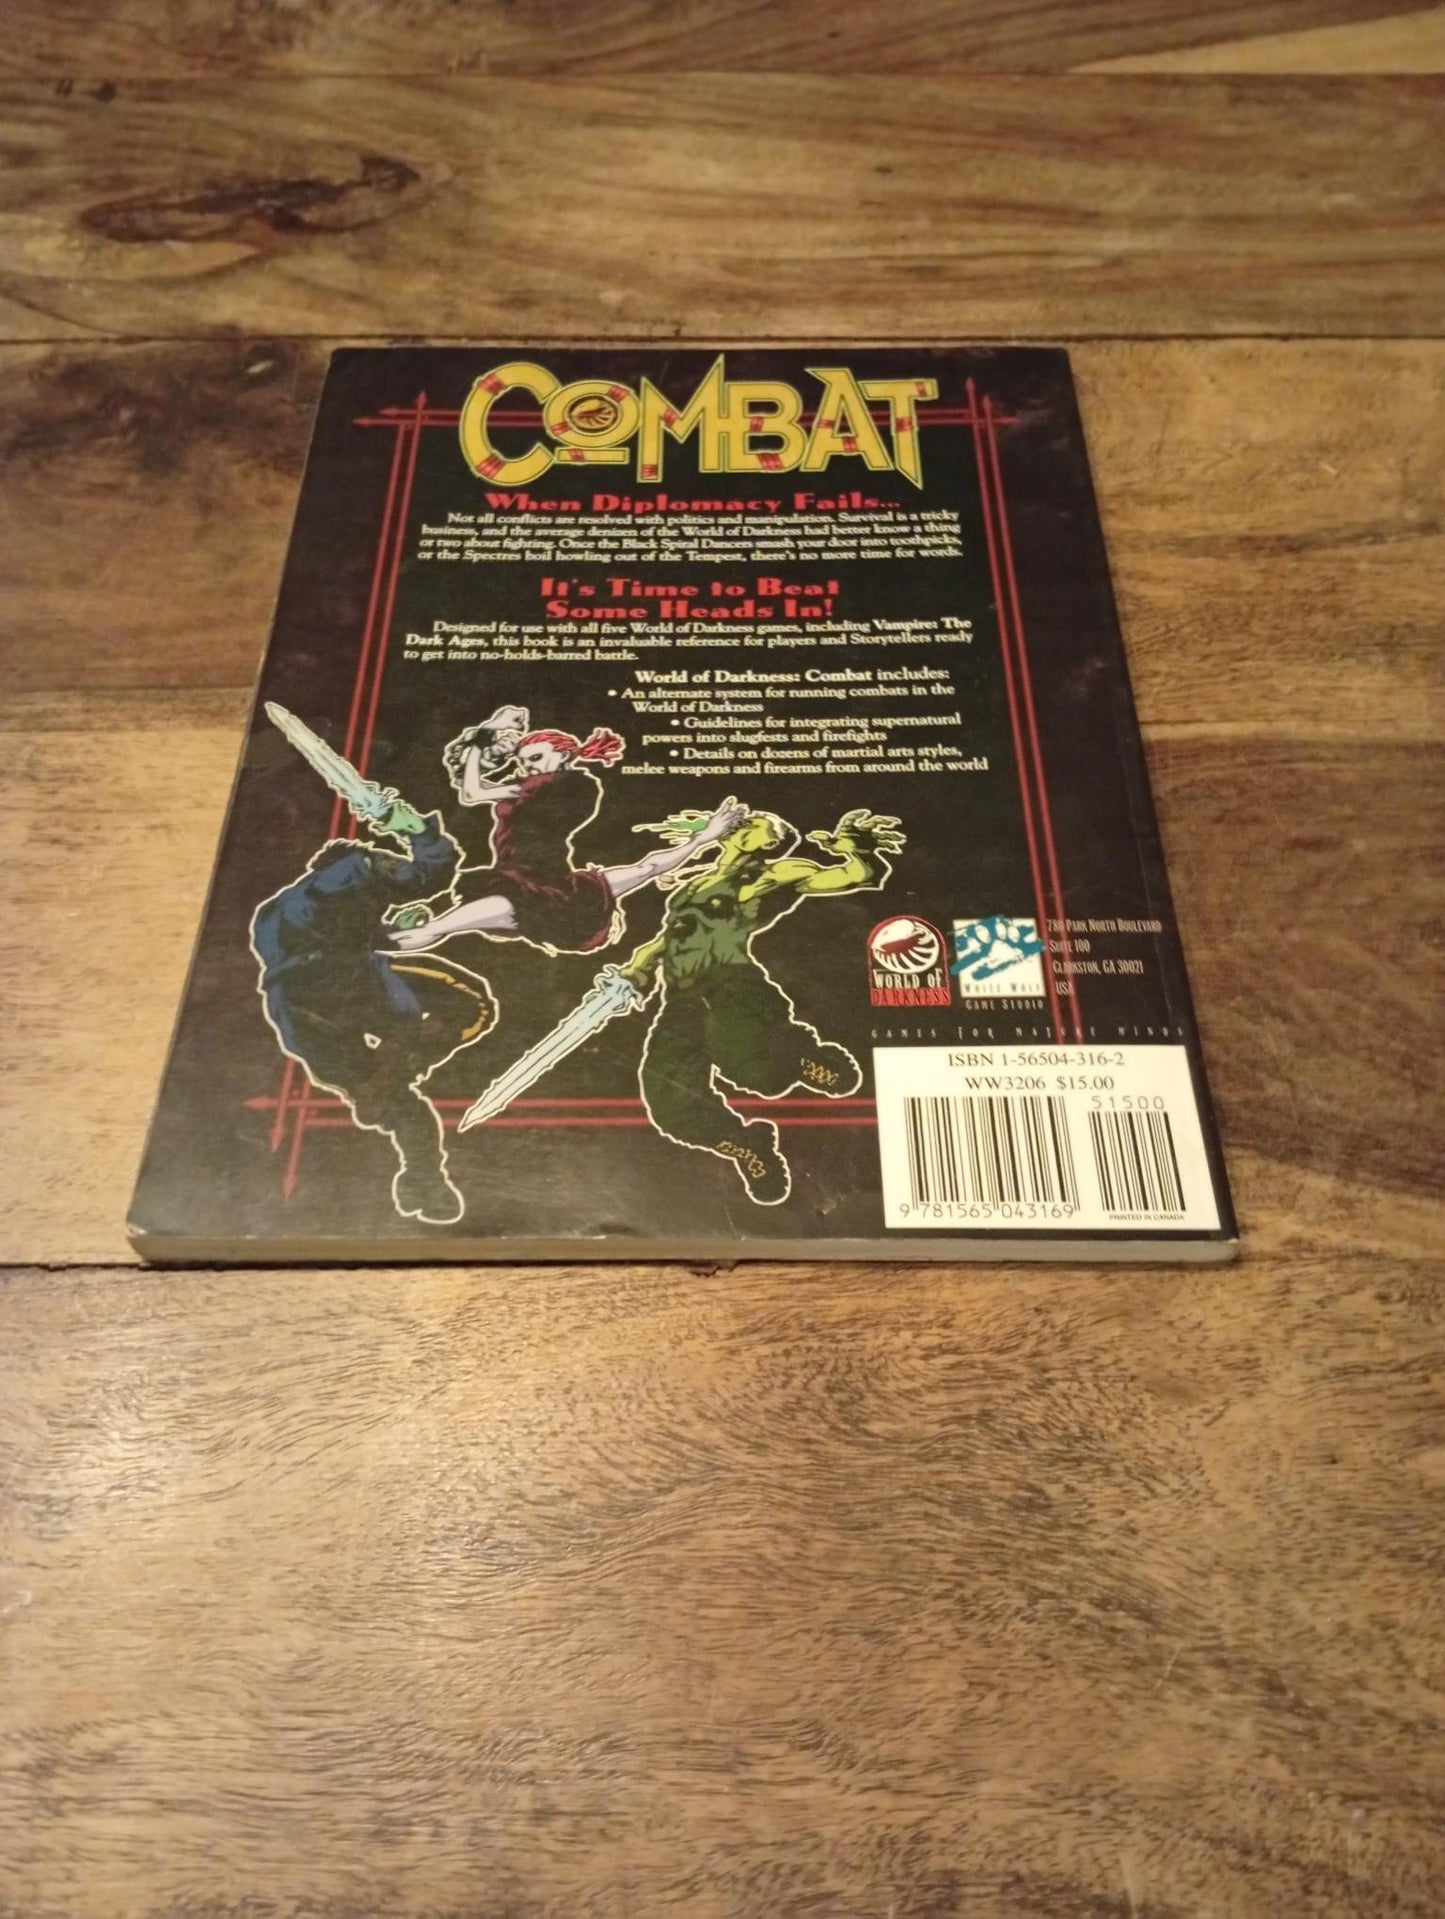 COMBAT
When Diplomacy Fails...
Not all conflicts are resolved with politics and manipulation. Survival is a tricky
business, and the average denizen of the World of Darkness had better know a thing
or two about fighting. Once the Black Spiral Dancers smash your door into toothpicks,
or the Spectres boil howling out of the Tempest, there's no more time for words.
It's Time to Beat
Some Heads In!
Designed for use with all five World of Darkness games, including Vampire: The
Dark Ages, this book is an invaluable reference for players and Storytellers ready
to get into no-holds-barred battle.
World of Darkness: Combat includes:
• An alternate system for running combats in the
World of Darkness
• Guidelines for integrating supernatural
powers into slugfests and firefights
• Details on dozens of martial arts styles,
melee weapons and firearms from around the world
WORLD OF
DARKNESS
WHITE WOLF
GAME STUDIO
780 PARK NORTH BOULEVARD
SUITE 100
CLARKSTON, GA 30021
USA
GAMES FOR MATURE MINDS
ISBN 1-56504-316-2
WW3206 $15.00
51500
9 781565 043169
PRINTED IN CANADA